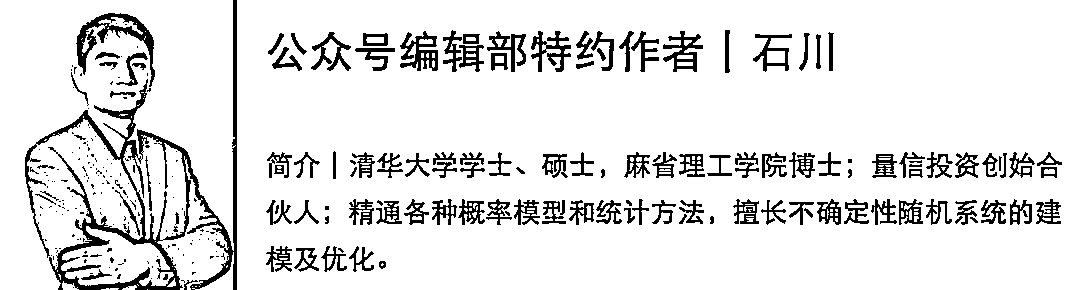 公众号编辑部特约作者｜石川
简介｜清华大学学士、硕士，麻省理工学院博士；量信投资创始合
伙人；精通各种概率模型和统计方法，擅长不确定性随机系统的建
模及优化。